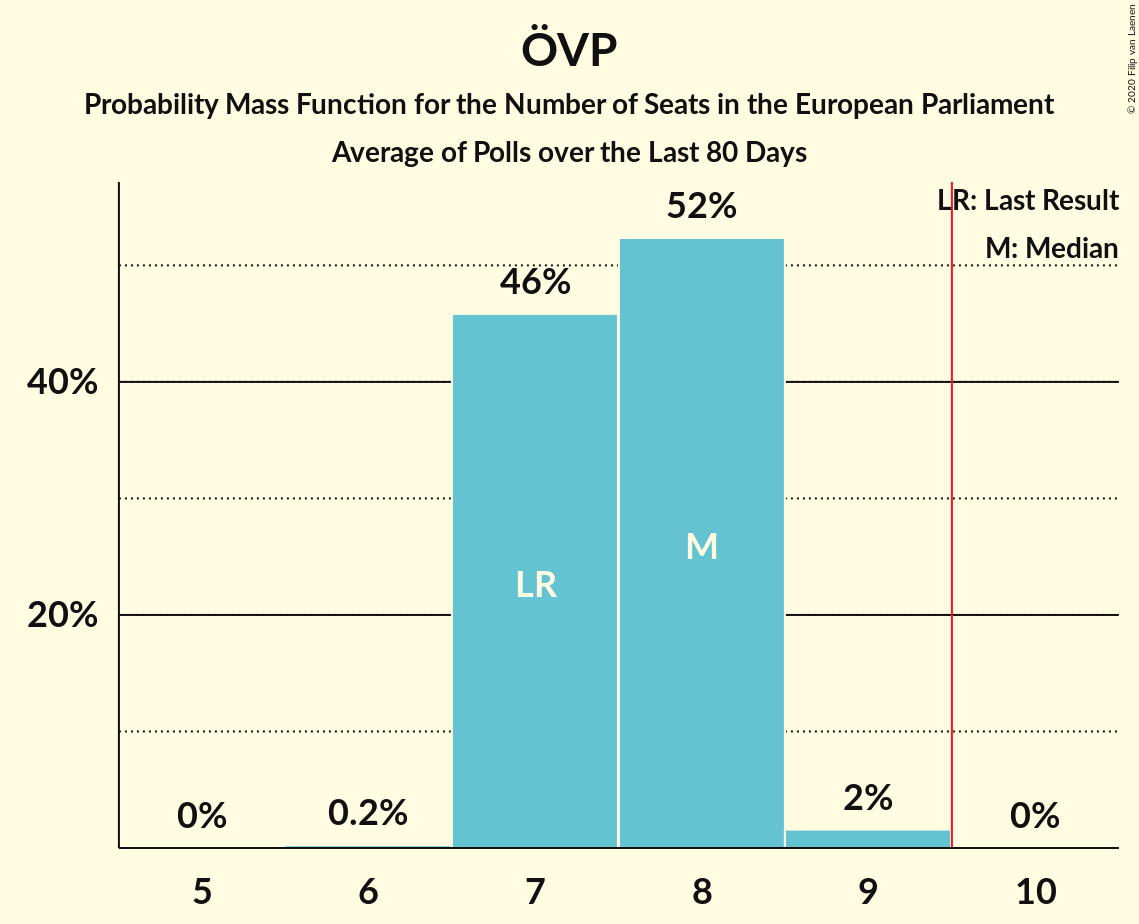 © 2020 Filip van Laenen
ÖVP
Probability Mass Function for the Number of Seats in the European Parliament
Average of Polls over the Last 80 Days
LR: Last Result
M: Median
52%
46%
40%
20%
LR
M
0%
0.2%
2%
0%
5
6
7
8
9
10